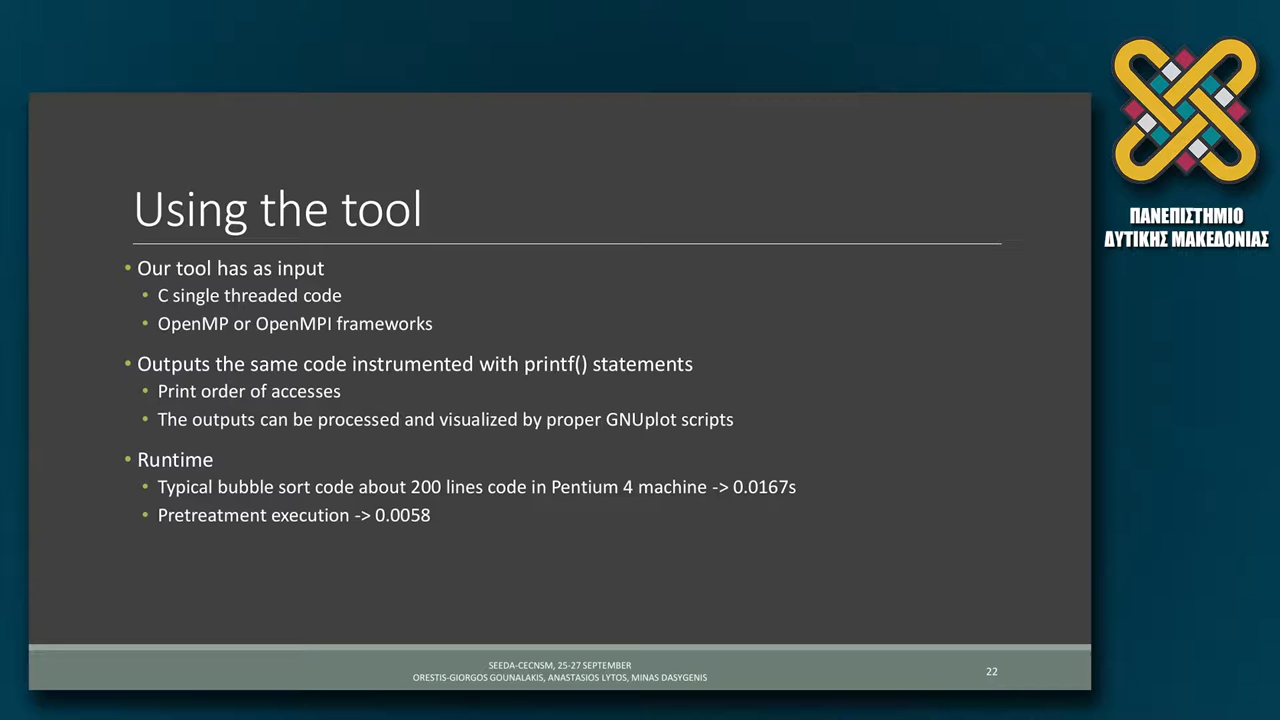 ΠΑΝΕΠΙΣΤΗΜΙΟ
ΔΥΤΙΚΗΣ ΜΑΚΕΔΟΝΙΑΣ
Using the tool
• Our tool has as input
• C single threaded code
• OpenMP or OpenMPI frameworks
• Outputs the same code instrumented with printf() statements
• Print order of accesses
• The outputs can be processed and visualized by proper GNUplot scripts
• Runtime
• Typical bubble sort code about 200 lines code in Pentium 4 machine -> 0.0167s
• Pretreatment execution -> 0.0058
SEEDA-CECNSM, 25-27 SEPTEMBER
ORESTIS-GIORGOS GOUNALAKIS, ANASTASIOS LYTOS, MINAS DASYGENIS
22